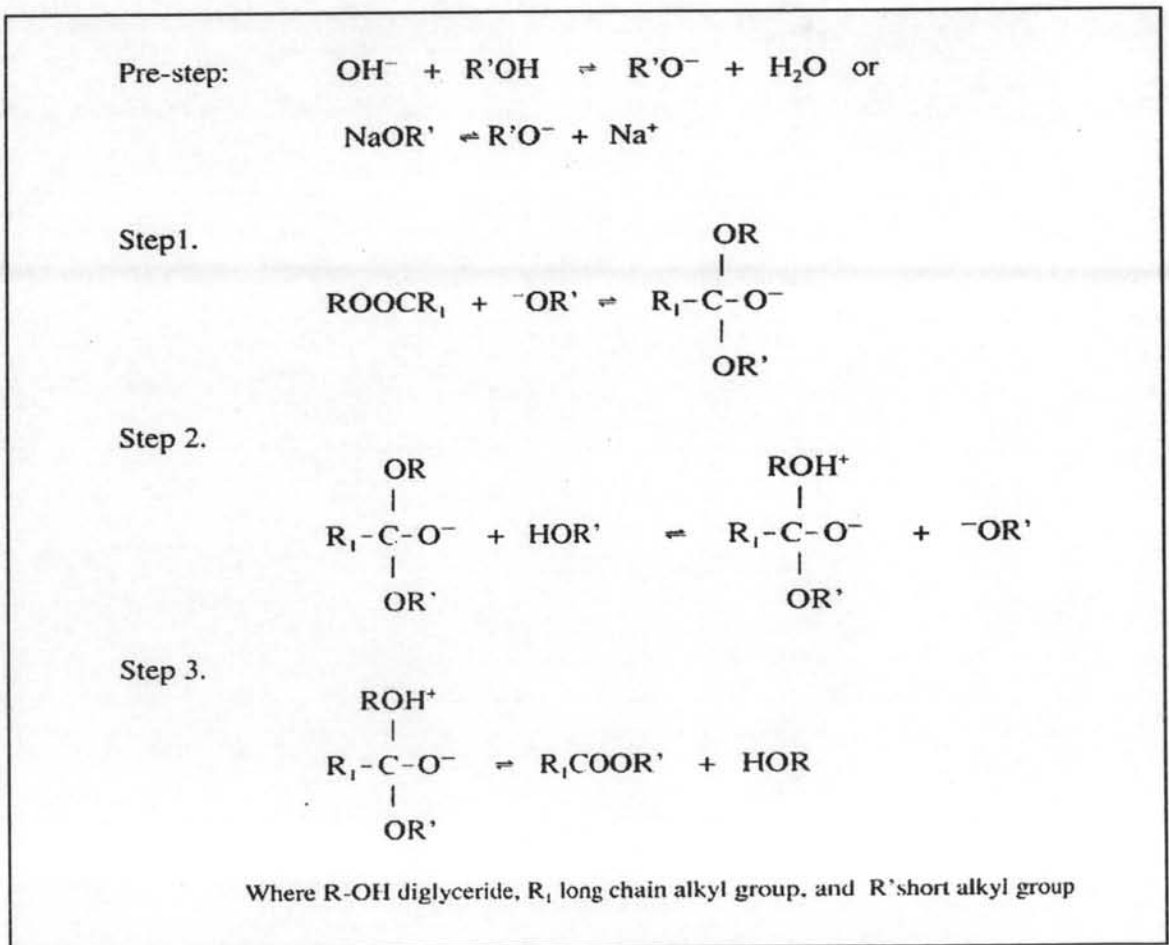 Pre-step: OH⁻ + R'OH ⇌ R'O⁻ + H₂O or
NaOR' ⇌ R'O⁻ + Na⁺
Step1.
OR
|
ROOCR₁ + ⁻OR' ⇌ R₁-C-O⁻
|
OR'
Step 2.
OR ROH⁺
| |
R₁-C-O⁻ + HOR' ⇌ R₁-C-O⁻ + ⁻OR'
| |
OR' OR'
Step 3.
ROH⁺
|
R₁-C-O⁻ ⇌ R₁COOR' + HOR
|
OR'
Where R-OH diglyceride, R₁ long chain alkyl group. and R'short alkyl group